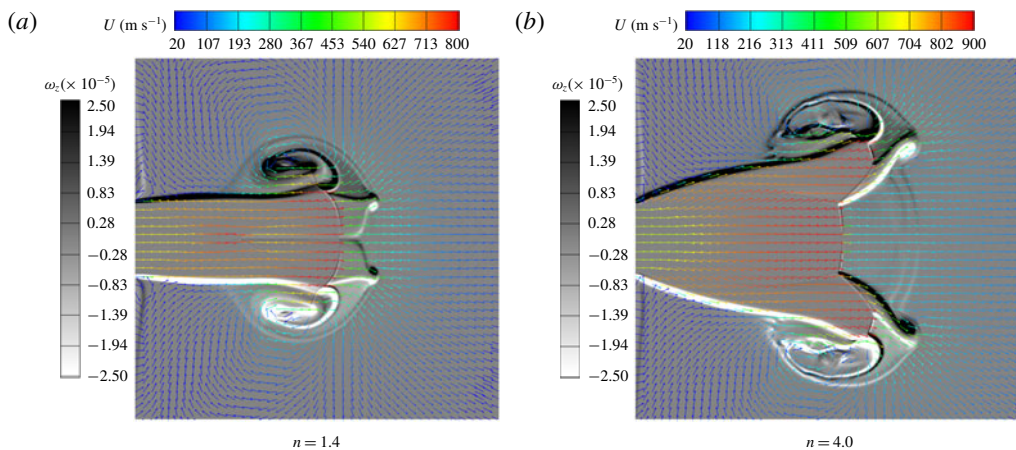 (a)
U (m s⁻¹)
20 107 193 280 367 453 540 627 713 800
ω_z(× 10⁻⁵)
2.50
1.94
1.39
0.83
0.28
−0.28
−0.83
−1.39
−1.94
−2.50
n = 1.4
(b)
U (m s⁻¹)
20 118 216 313 411 509 607 704 802 900
ω_z(× 10⁻⁵)
2.50
1.94
1.39
0.83
0.28
−0.28
−0.83
−1.39
−1.94
−2.50
n = 4.0